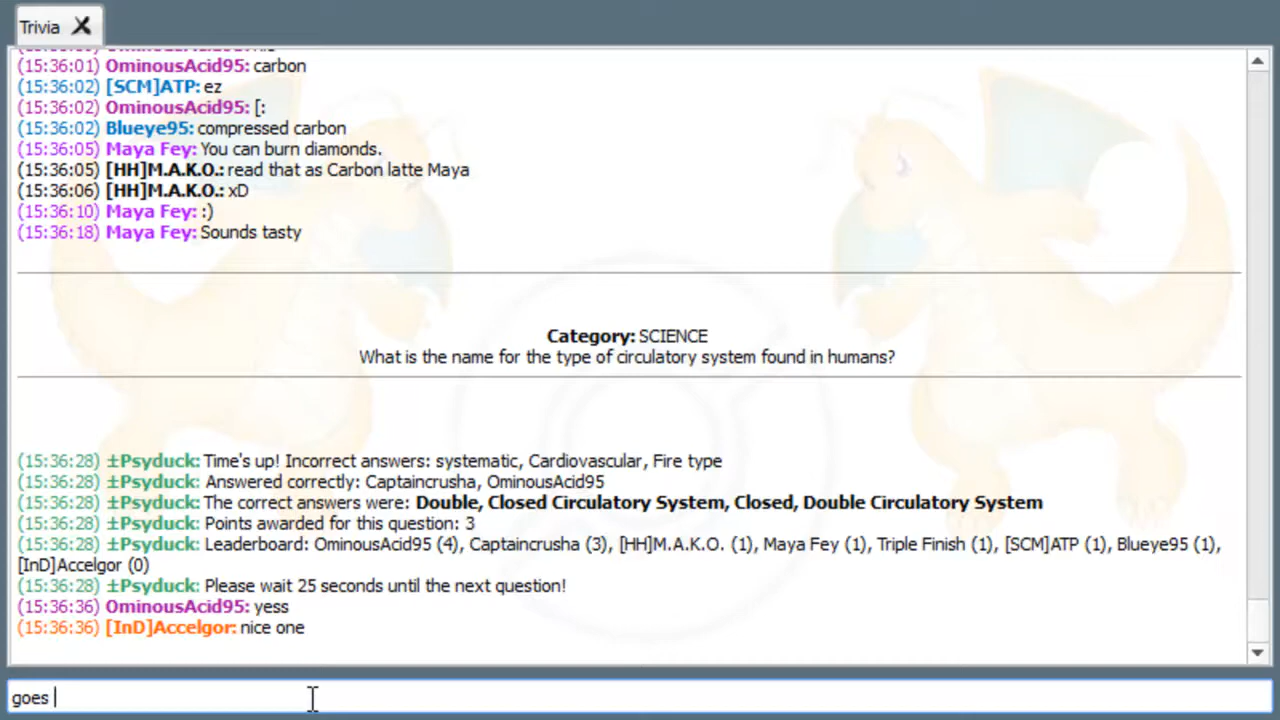 Trivia X
(15:36:01) OminousAcid95: carbon
(15:36:02) [SCM]ATP: ez
(15:36:02) OminousAcid95: [:
(15:36:02) Blueye95: compressed carbon
(15:36:05) Maya Fey: You can burn diamonds.
(15:36:05) [HH]M.A.K.O.: read that as Carbon latte Maya
(15:36:06) [HH]M.A.K.O.: xD
(15:36:10) Maya Fey: :)
(15:36:18) Maya Fey: Sounds tasty
Category: SCIENCE
What is the name for the type of circulatory system found in humans?
(15:36:28) ±Psyduck: Time's up! Incorrect answers: systematic, Cardiovascular, Fire type
(15:36:28) ±Psyduck: Answered correctly: Captaincrusha, OminousAcid95
(15:36:28) ±Psyduck: The correct answers were: Double, Closed Circulatory System, Closed, Double Circulatory System
(15:36:28) ±Psyduck: Points awarded for this question: 3
(15:36:28) ±Psyduck: Leaderboard: OminousAcid95 (4), Captaincrusha (3), [HH]M.A.K.O. (1), Maya Fey (1), Triple Finish (1), [SCM]ATP (1), Blueye95 (1),
[InD]Accelgor (0)
(15:36:28) ±Psyduck: Please wait 25 seconds until the next question!
(15:36:36) OminousAcid95: yess
(15:36:36) [InD]Accelgor: nice one
goes